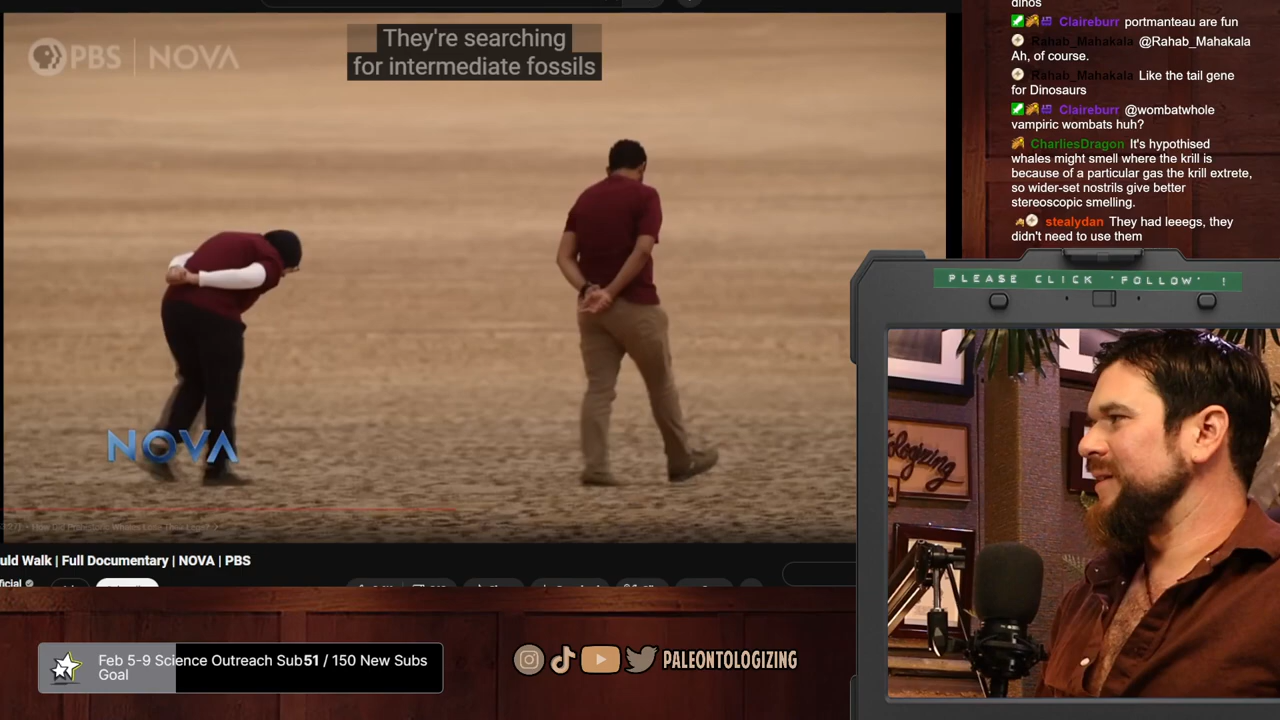 They're searching
for intermediate fossils
PBS | NOVA
NOVA
uld Walk | Full Documentary | NOVA | PBS
dinos
Claireburr portmanteau are fun
Rahab_Mahakala @Rahab_Mahakala
Ah, of course.
Rahab_Mahakala Like the tail gene
for Dinosaurs
Claireburr @wombatwhole
vampiric wombats huh?
CharliesDragon It's hypothised
whales might smell where the krill is
because of a particular gas the krill extrete,
so wider-set nostrils give better
stereoscopic smelling.
stealydan They had leeegs, they
didn't need to use them
PLEASE CLICK 'FOLLOW' !
ologizing
Feb 5-9 Science Outreach Sub 51 / 150 New Subs
Goal
PALEONTOLOGIZING